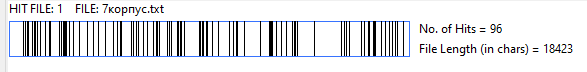 HIT FILE: 1 FILE: 7корпус.txt
No. of Hits = 96
File Length (in chars) = 18423